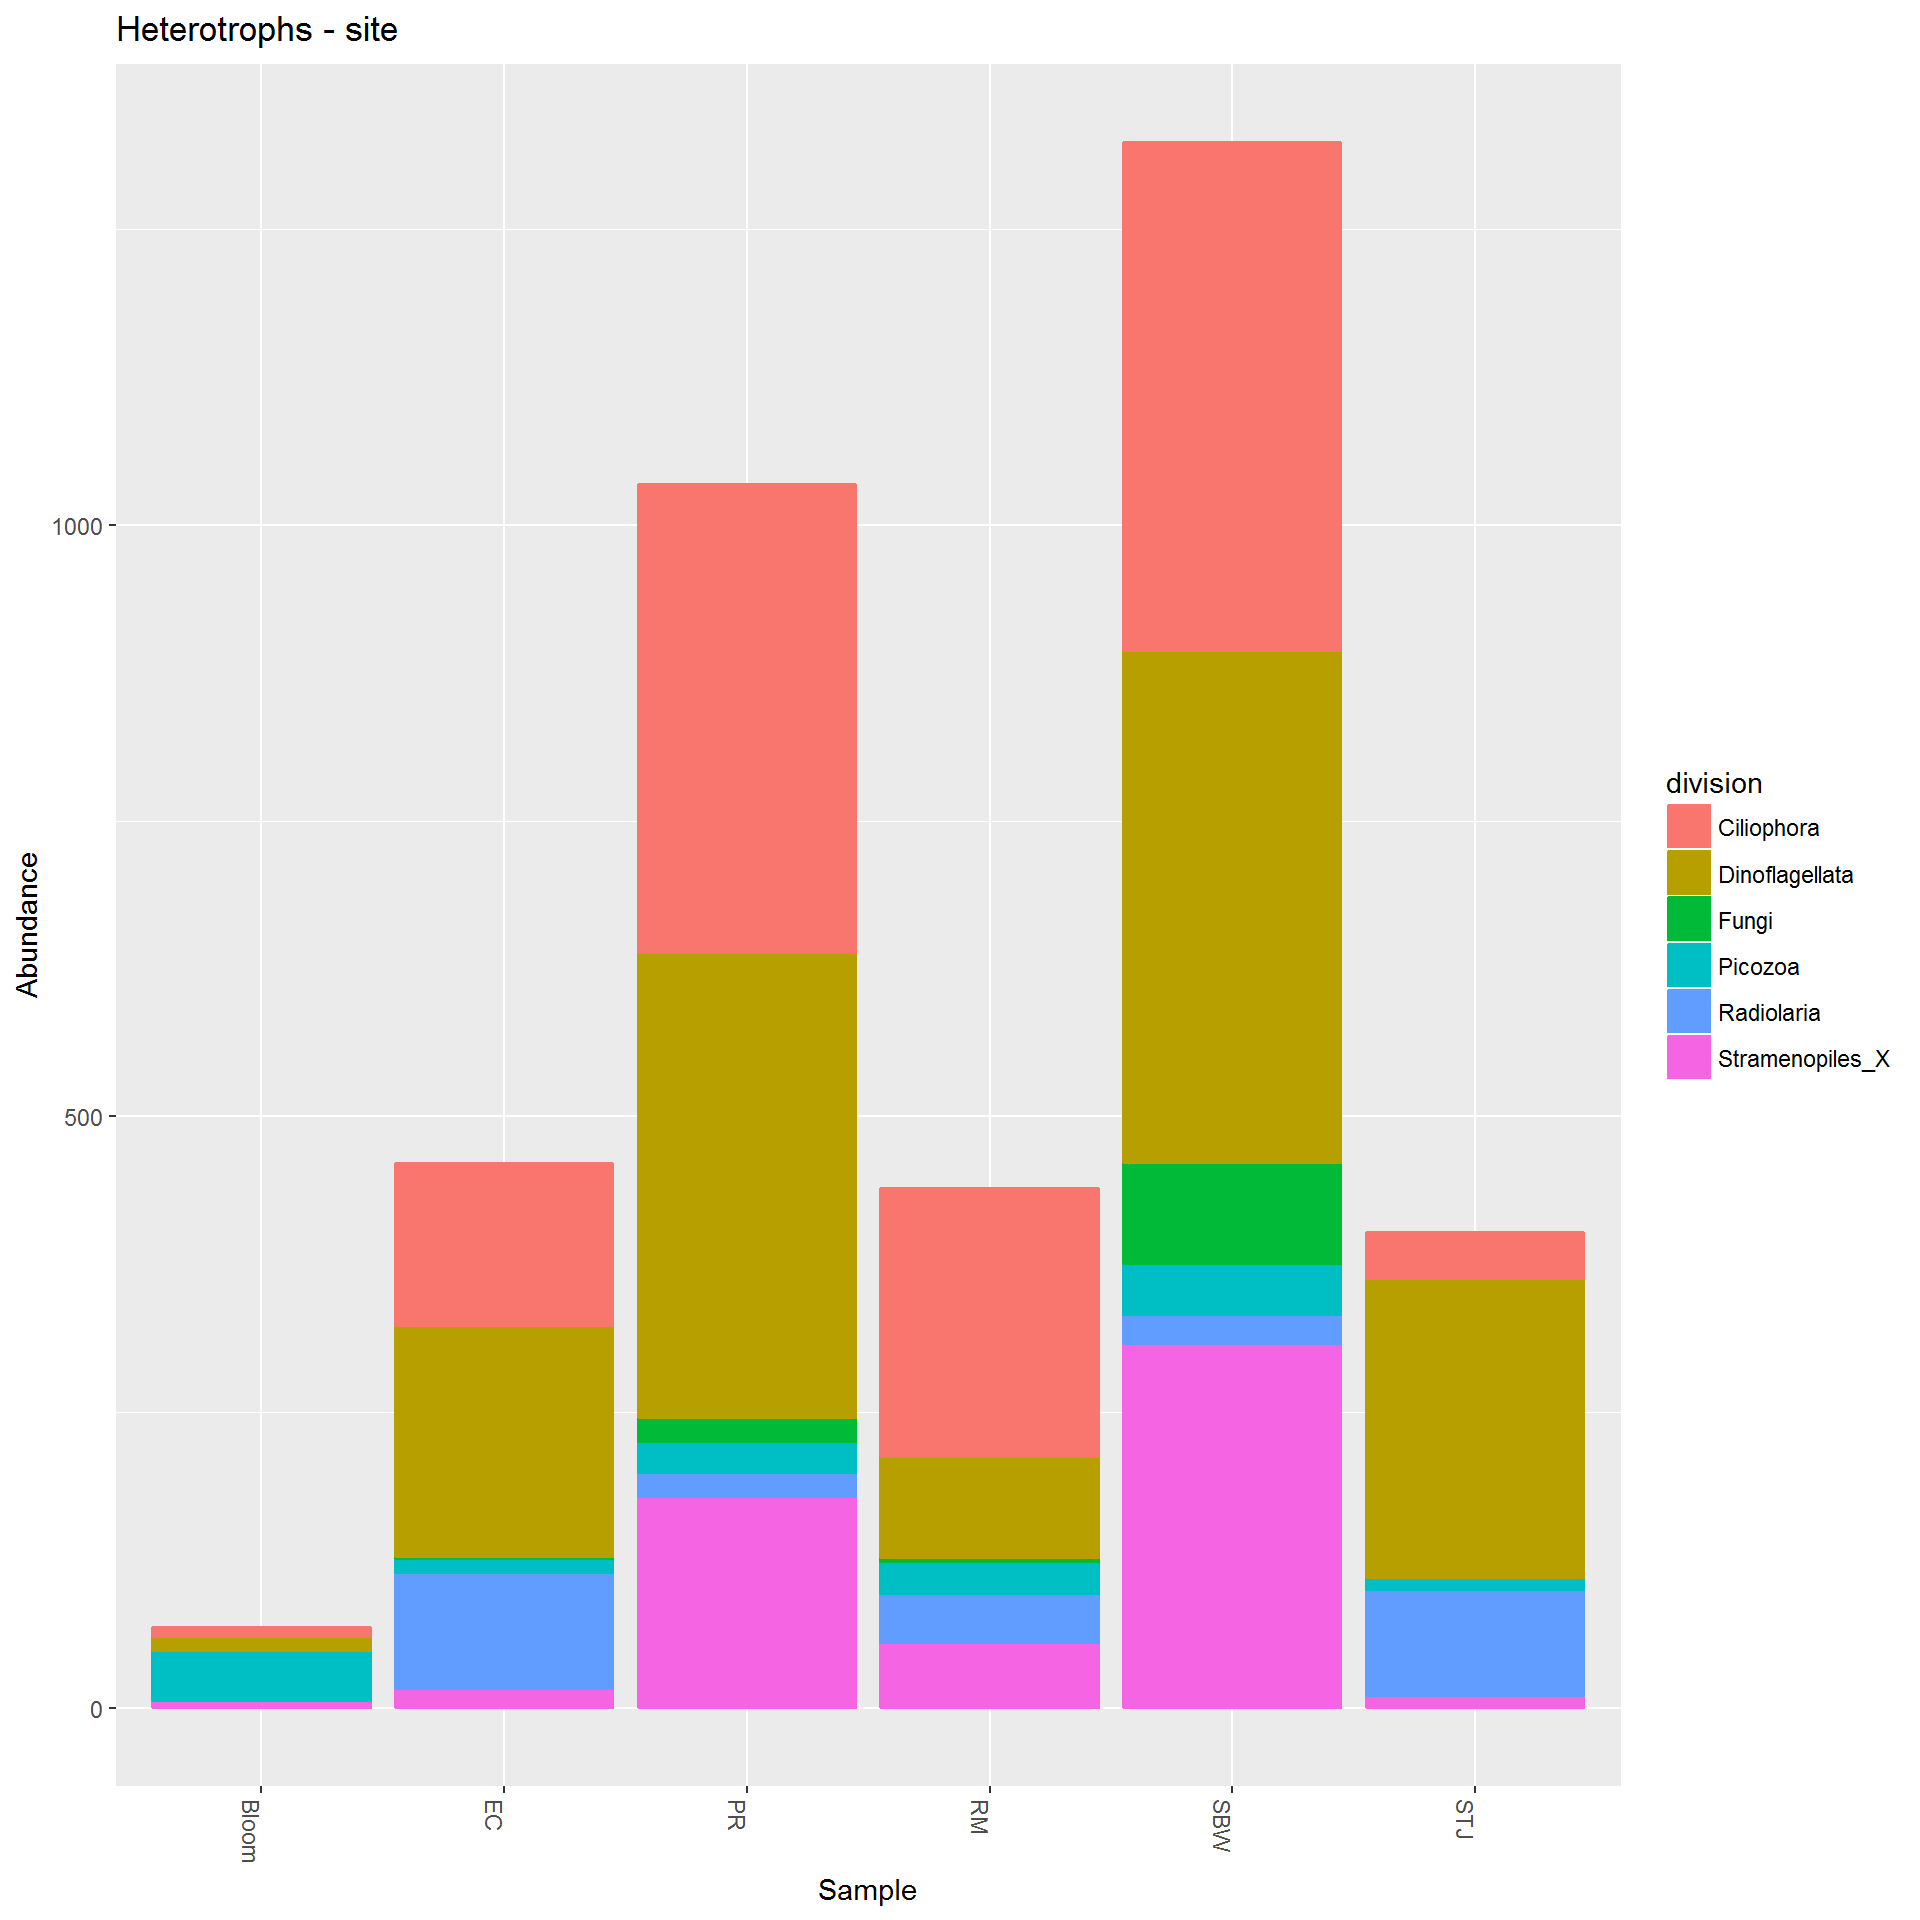 Heterotrophs - site
Abundance
1000
500
0
Bloom
EC
PR
RM
SBW
STJ
Sample
division
Ciliophora
Dinoflagellata
Fungi
Picozoa
Radiolaria
Stramenopiles_X